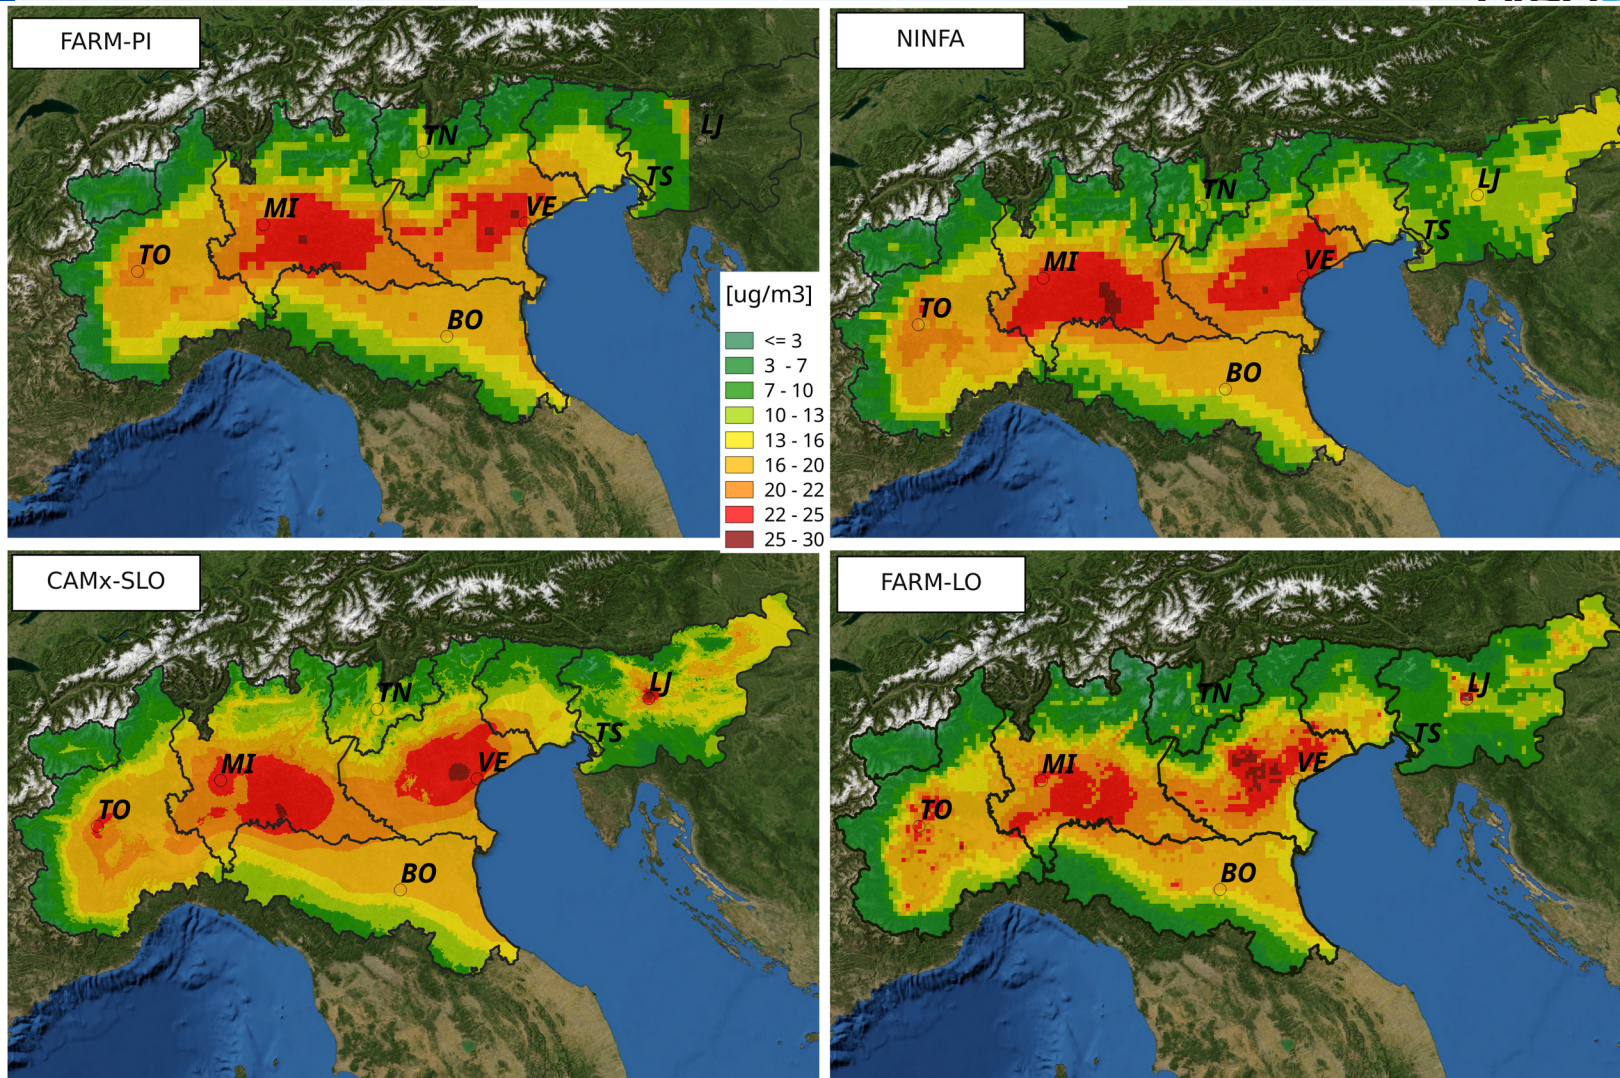 FARM-PI
NINFA
TN
LJ
TS
MI
VE
TO
BO
TN
LJ
TS
MI
VE
TO
BO
[ug/m3]
<= 3
3 - 7
7 - 10
10 - 13
13 - 16
16 - 20
20 - 22
22 - 25
25 - 30
CAMx-SLO
FARM-LO
TN
LJ
TS
MI
VE
TO
BO
TN
LJ
TS
MI
VE
TO
BO